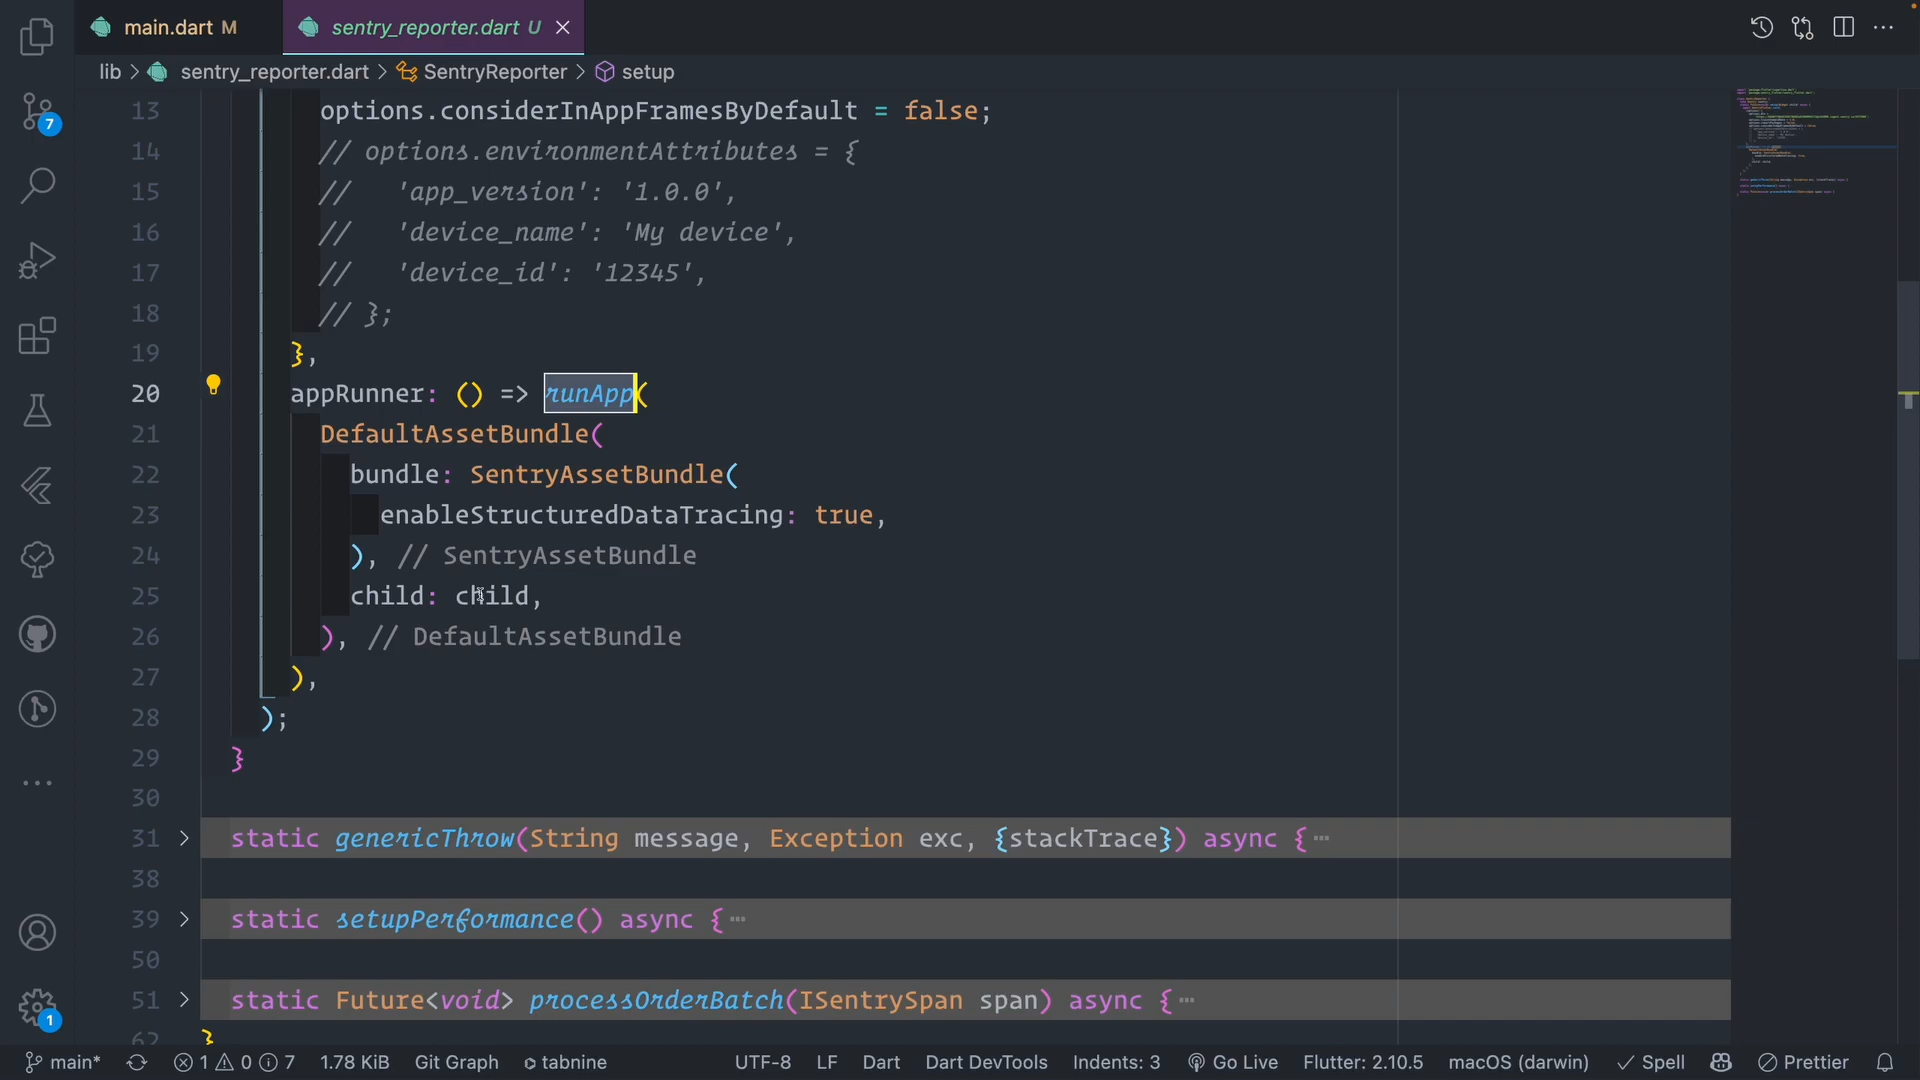 main.dart M
sentry_reporter.dart U
lib > sentry_reporter.dart > SentryReporter > setup
13 options.considerInAppFramesByDefault = false;
14 // options.environmentAttributes = {
15 //   'app_version': '1.0.0',
16 //   'device_name': 'My device',
17 //   'device_id': '12345',
18 // };
19 },
20 appRunner: () => runApp(
21 DefaultAssetBundle(
22 bundle: SentryAssetBundle(
23 enableStructuredDataTracing: true,
24 ), // SentryAssetBundle
25 child: child,
26 ), // DefaultAssetBundle
27 ),
28 );
29 }
30
31 > static genericThrow(String message, Exception exc, {stackTrace}) async {…
38
39 > static setupPerformance() async {…
50
51 > static Future<void> processOrderBatch(ISentrySpan span) async {…
62 }
7
1
main* 1 0 7 1.78 KiB Git Graph tabnine UTF-8 LF Dart Dart DevTools Indents: 3 Go Live Flutter: 2.10.5 macOS (darwin) Spell Prettier